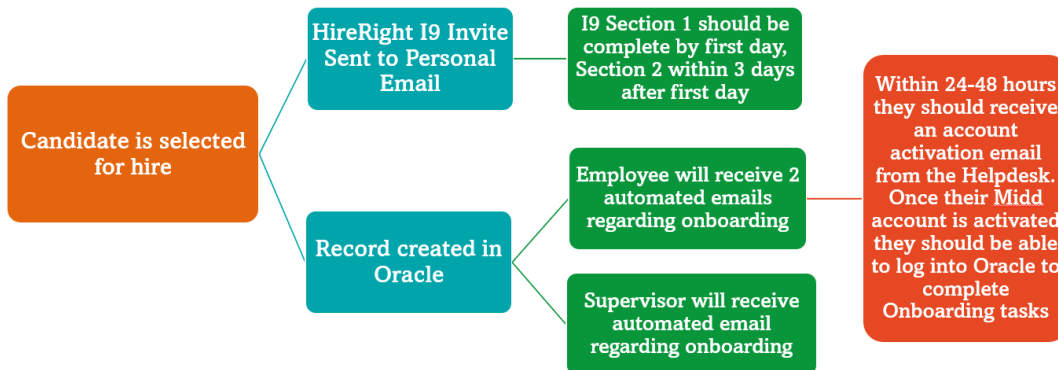 Candidate is selected
for hire
HireRight I9 Invite
Sent to Personal
Email
I9 Section 1 should be
complete by first day,
Section 2 within 3 days
after first day
Record created in
Oracle
Employee will receive 2
automated emails
regarding onboarding
Supervisor will receive
automated email
regarding onboarding
Within 24-48 hours
they should receive
an account
activation email
from the Helpdesk.
Once their Midd
account is activated
they should be able
to log into Oracle to
complete
Onboarding tasks